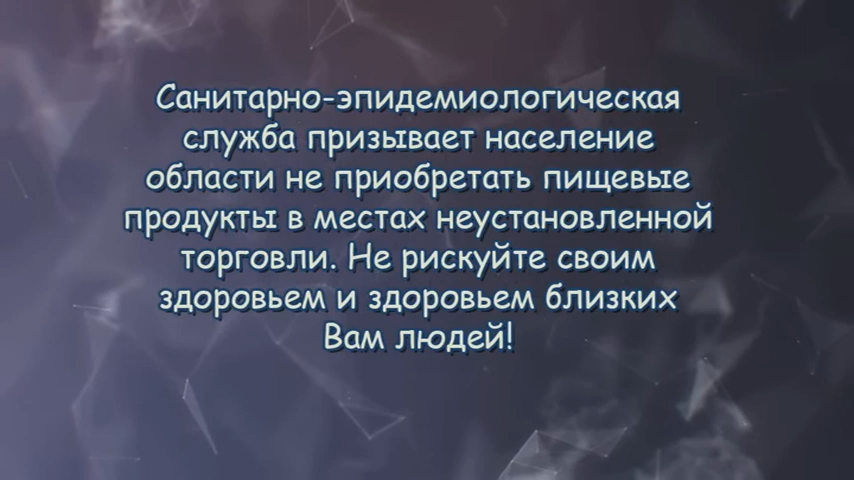 Санитарно-эпидемиологическая
служба призывает население
области не приобретать пищевые
продукты в местах неустановленной
торговли. Не рискуйте своим
здоровьем и здоровьем близких
Вам людей!